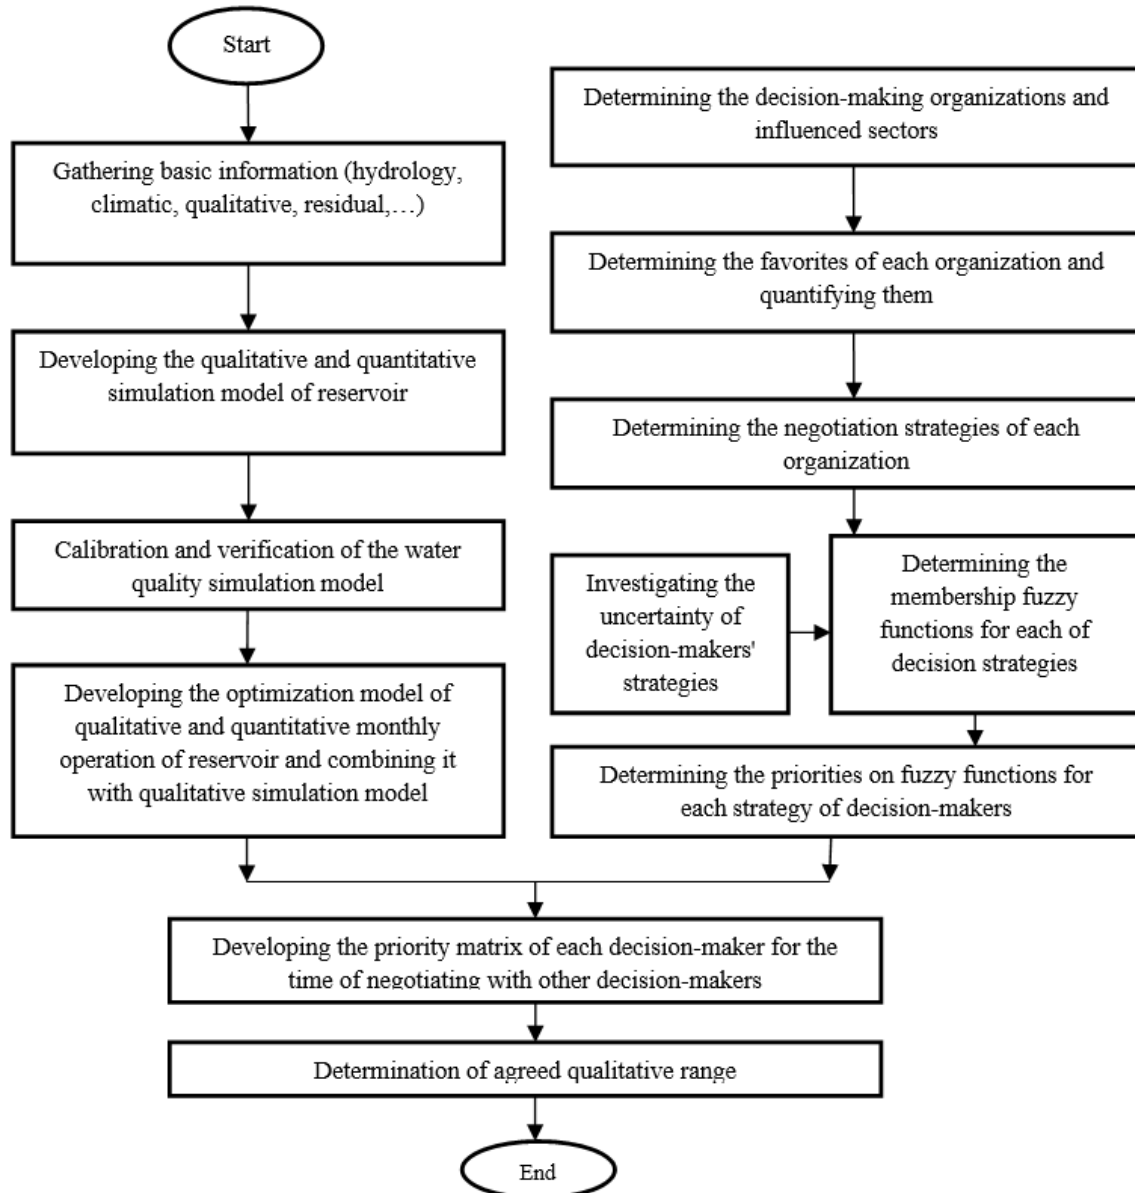 Start
Gathering basic information (hydrology,
climatic, qualitative, residual,…)
Developing the qualitative and quantitative
simulation model of reservoir
Calibration and verification of the water
quality simulation model
Developing the optimization model of
qualitative and quantitative monthly
operation of reservoir and combining it
with qualitative simulation model
Determining the decision-making organizations and
influenced sectors
Determining the favorites of each organization and
quantifying them
Determining the negotiation strategies of each
organization
Investigating the
uncertainty of
decision-makers'
strategies
Determining the
membership fuzzy
functions for each of
decision strategies
Determining the priorities on fuzzy functions for
each strategy of decision-makers
Developing the priority matrix of each decision-maker for the
time of negotiating with other decision-makers
Determination of agreed qualitative range
End